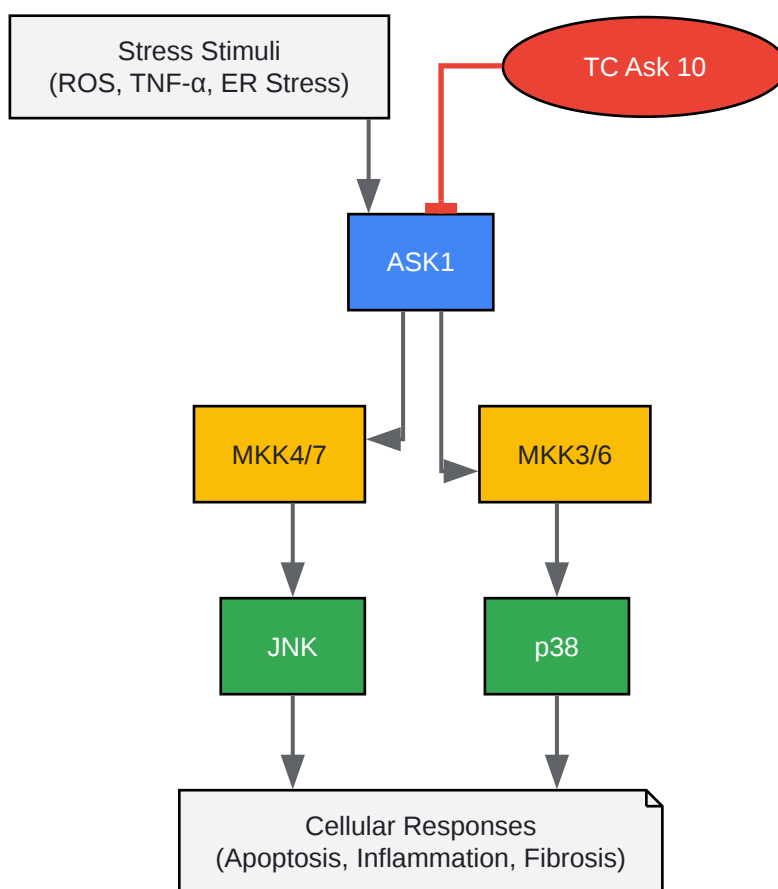 Stress Stimuli
(ROS, TNF-α, ER Stress)
TC Ask 10
ASK1
MKK4/7
MKK3/6
JNK
p38
Cellular Responses
(Apoptosis, Inflammation, Fibrosis)